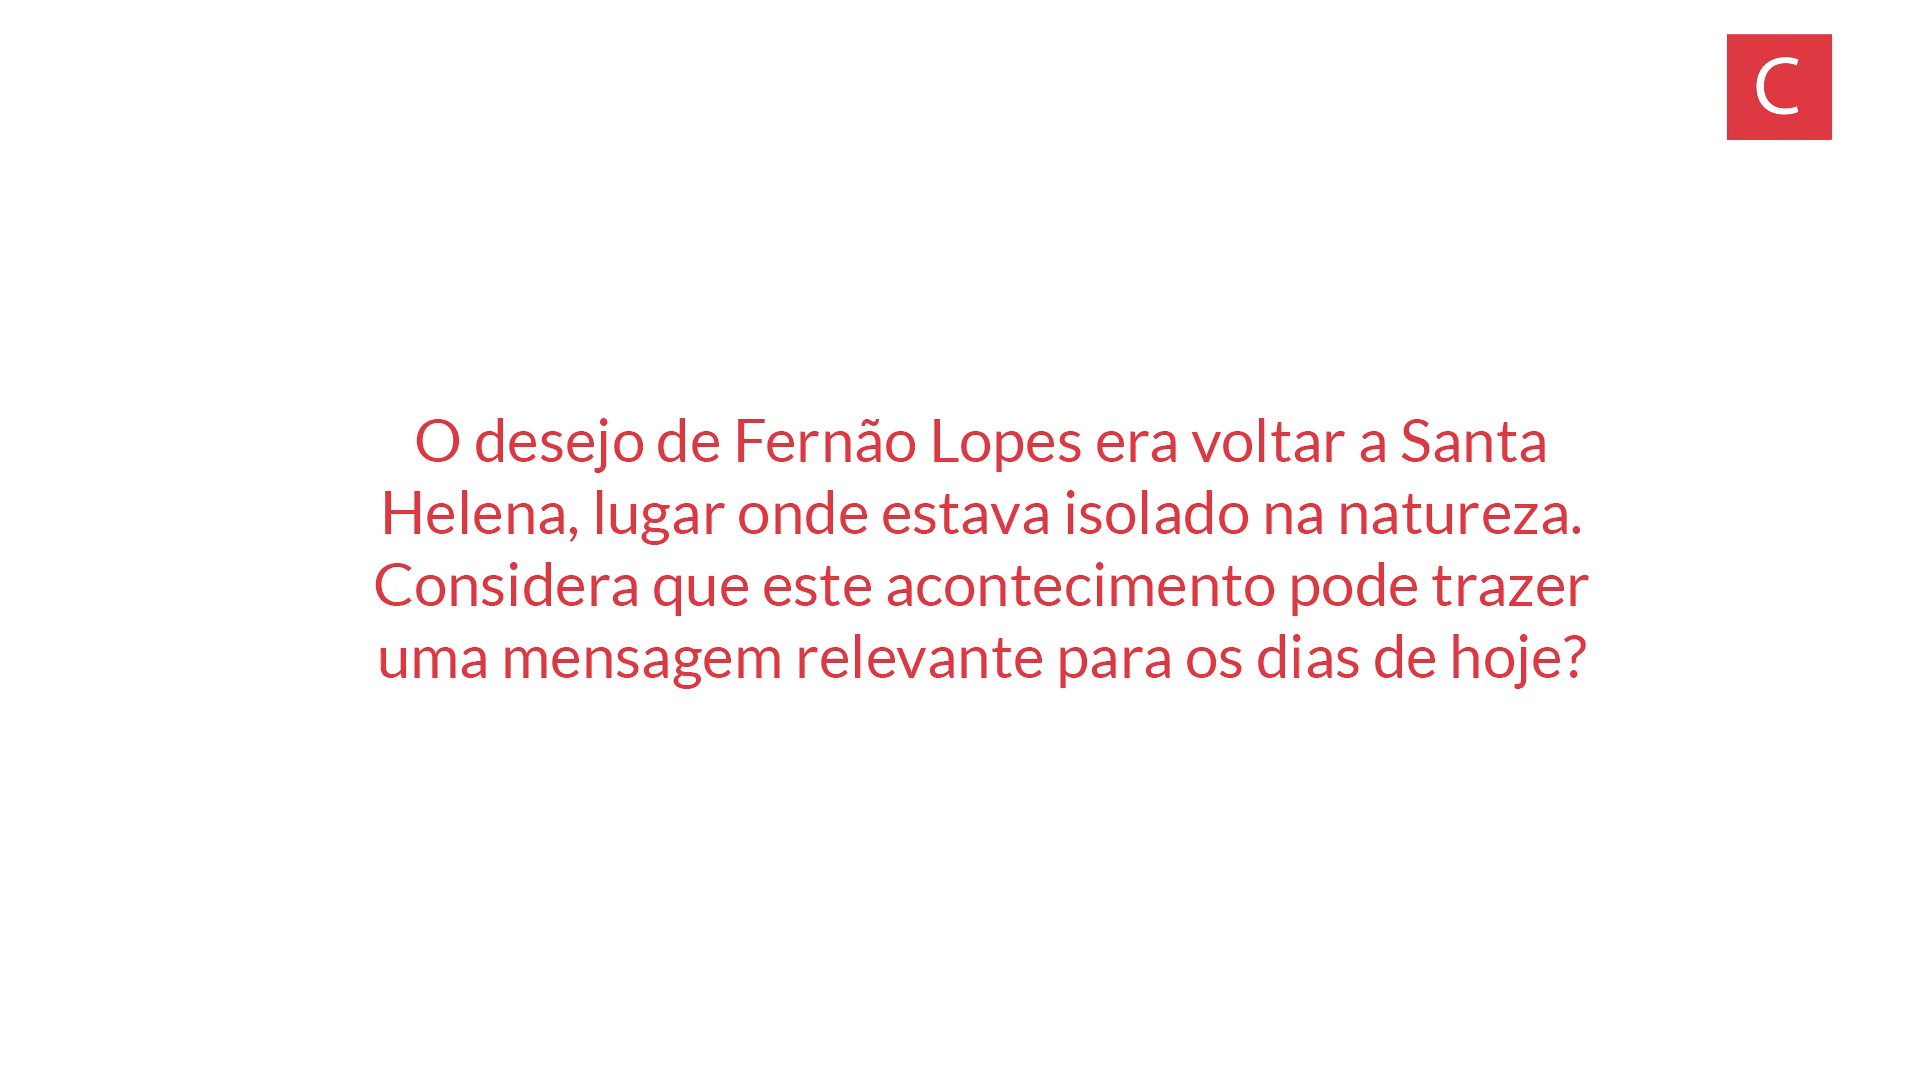 C
O desejo de Fernão Lopes era voltar a Santa
Helena, lugar onde estava isolado na natureza.
Considera que este acontecimento pode trazer
uma mensagem relevante para os dias de hoje?